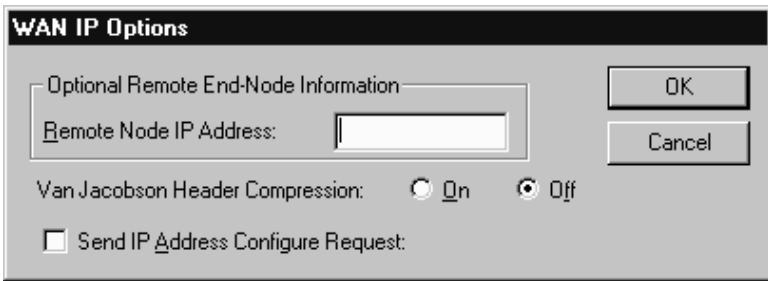 WAN IP Options
Optional Remote End-Node Information
OK
Remote Node IP Address:
Cancel
Van Jacobson Header Compression: On Off
Send IP Address Configure Request: